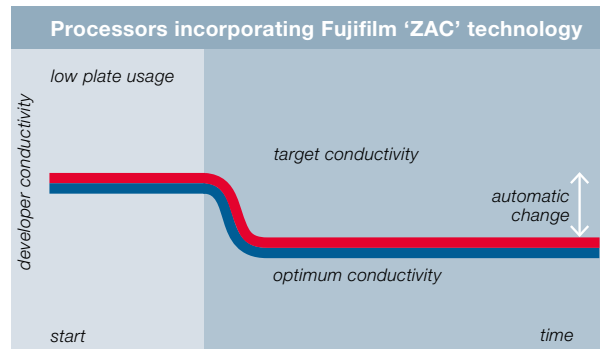 Processors incorporating Fujifilm ‘ZAC’ technology
low plate usage
developer conductivity
target conductivity
automatic
change
optimum conductivity
start
time